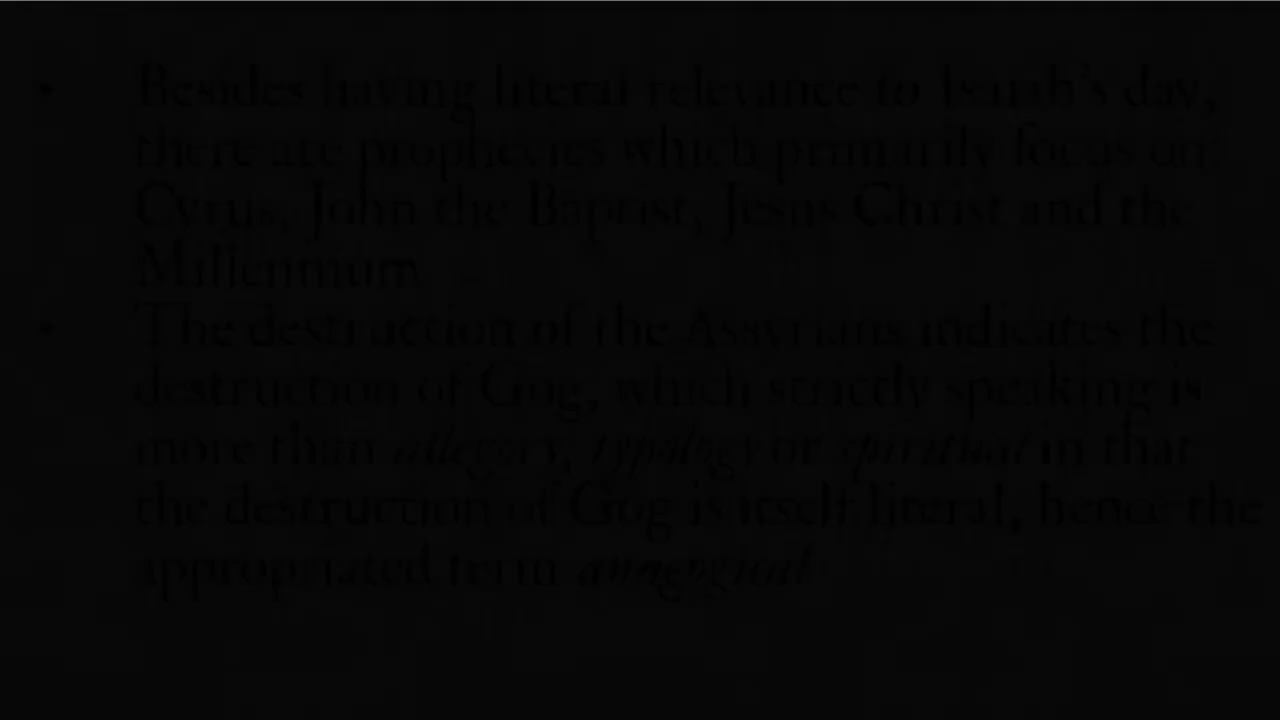 • Besides having literal relevance to Isaiah's day,
there are prophecies which primarily focus on:
Cyrus, John the Baptist, Jesus Christ and the
Millennium
• The destruction of the Assyrians indicates the
destruction of Gog, which strictly speaking is
more than allegory, typology or spiritual in that
the destruction of Gog is itself literal, hence the
appropriated term anagogical